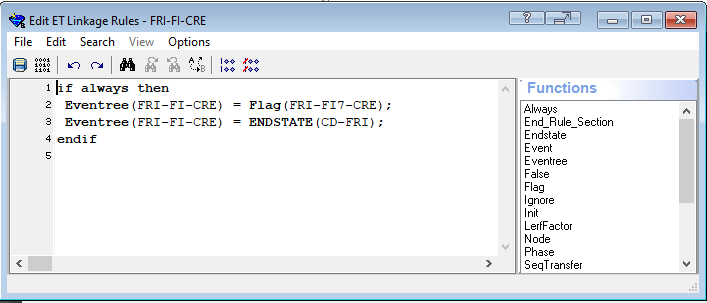 Edit ET Linkage Rules - FRI-FI-CRE
File Edit Search View Options
1 if always then
2 Eventree(FRI-FI-CRE) = Flag(FRI-FI7-CRE);
3 Eventree(FRI-FI-CRE) = ENDSTATE(CD-FRI);
4 endif
5
Functions
Always
End_Rule_Section
Endstate
Event
Eventree
False
Flag
Ignore
Init
LerfFactor
Node
Phase
SeqTransfer